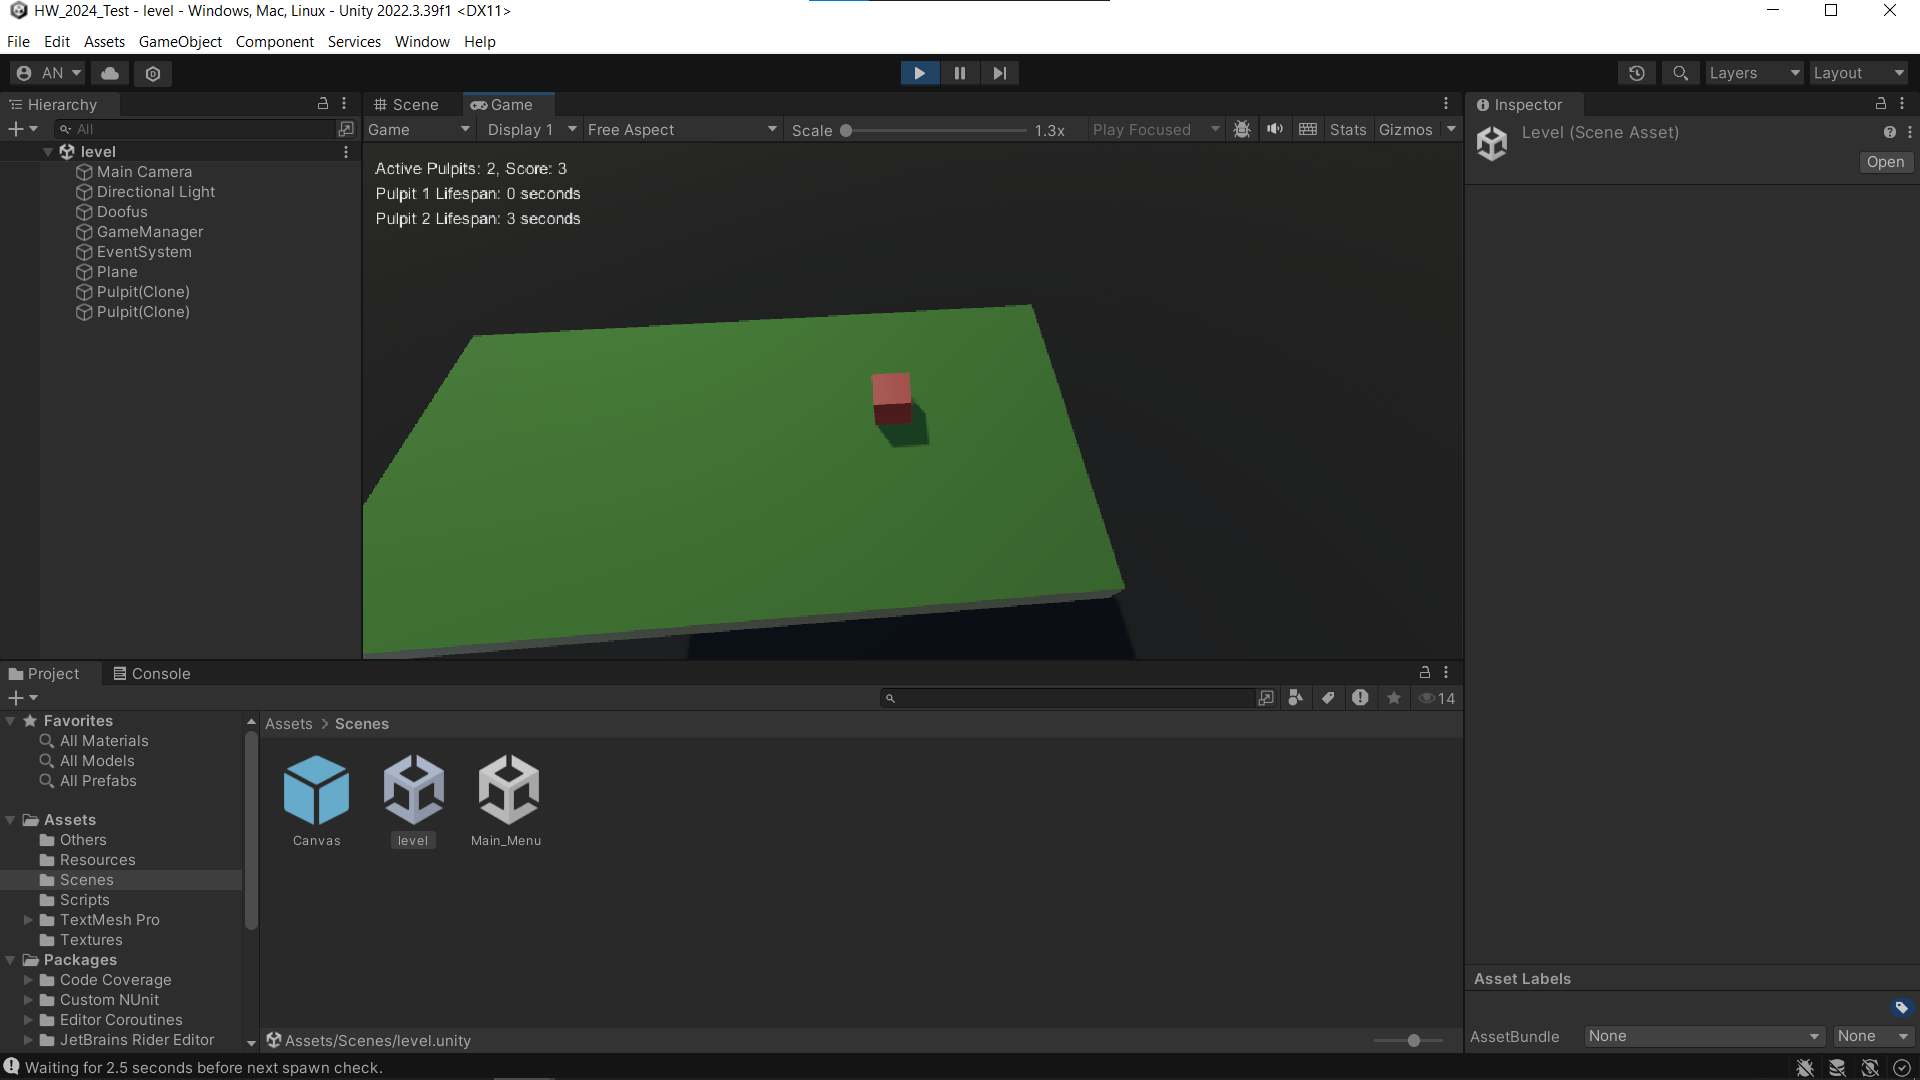 HW_2024_Test - level - Windows, Mac, Linux - Unity 2022.3.39f1 <DX11>
File Edit Assets GameObject Component Services Window Help
AN Layers Layout
Hierarchy
All
level
Main Camera
Directional Light
Doofus
GameManager
EventSystem
Plane
Pulpit(Clone)
Pulpit(Clone)
Scene Game
Game Display 1 Free Aspect Scale 1.3x Play Focused Stats Gizmos
Active Pulpits: 2, Score: 3
Pulpit 1 Lifespan: 0 seconds
Pulpit 2 Lifespan: 3 seconds
Inspector
Level (Scene Asset)
Open
Project Console
14
Favorites
All Materials
All Models
All Prefabs
Assets
Others
Resources
Scenes
Scripts
TextMesh Pro
Textures
Packages
Code Coverage
Custom NUnit
Editor Coroutines
JetBrains Rider Editor
Assets > Scenes
Canvas level Main_Menu
Assets/Scenes/level.unity
Asset Labels
AssetBundle None None
Waiting for 2.5 seconds before next spawn check.